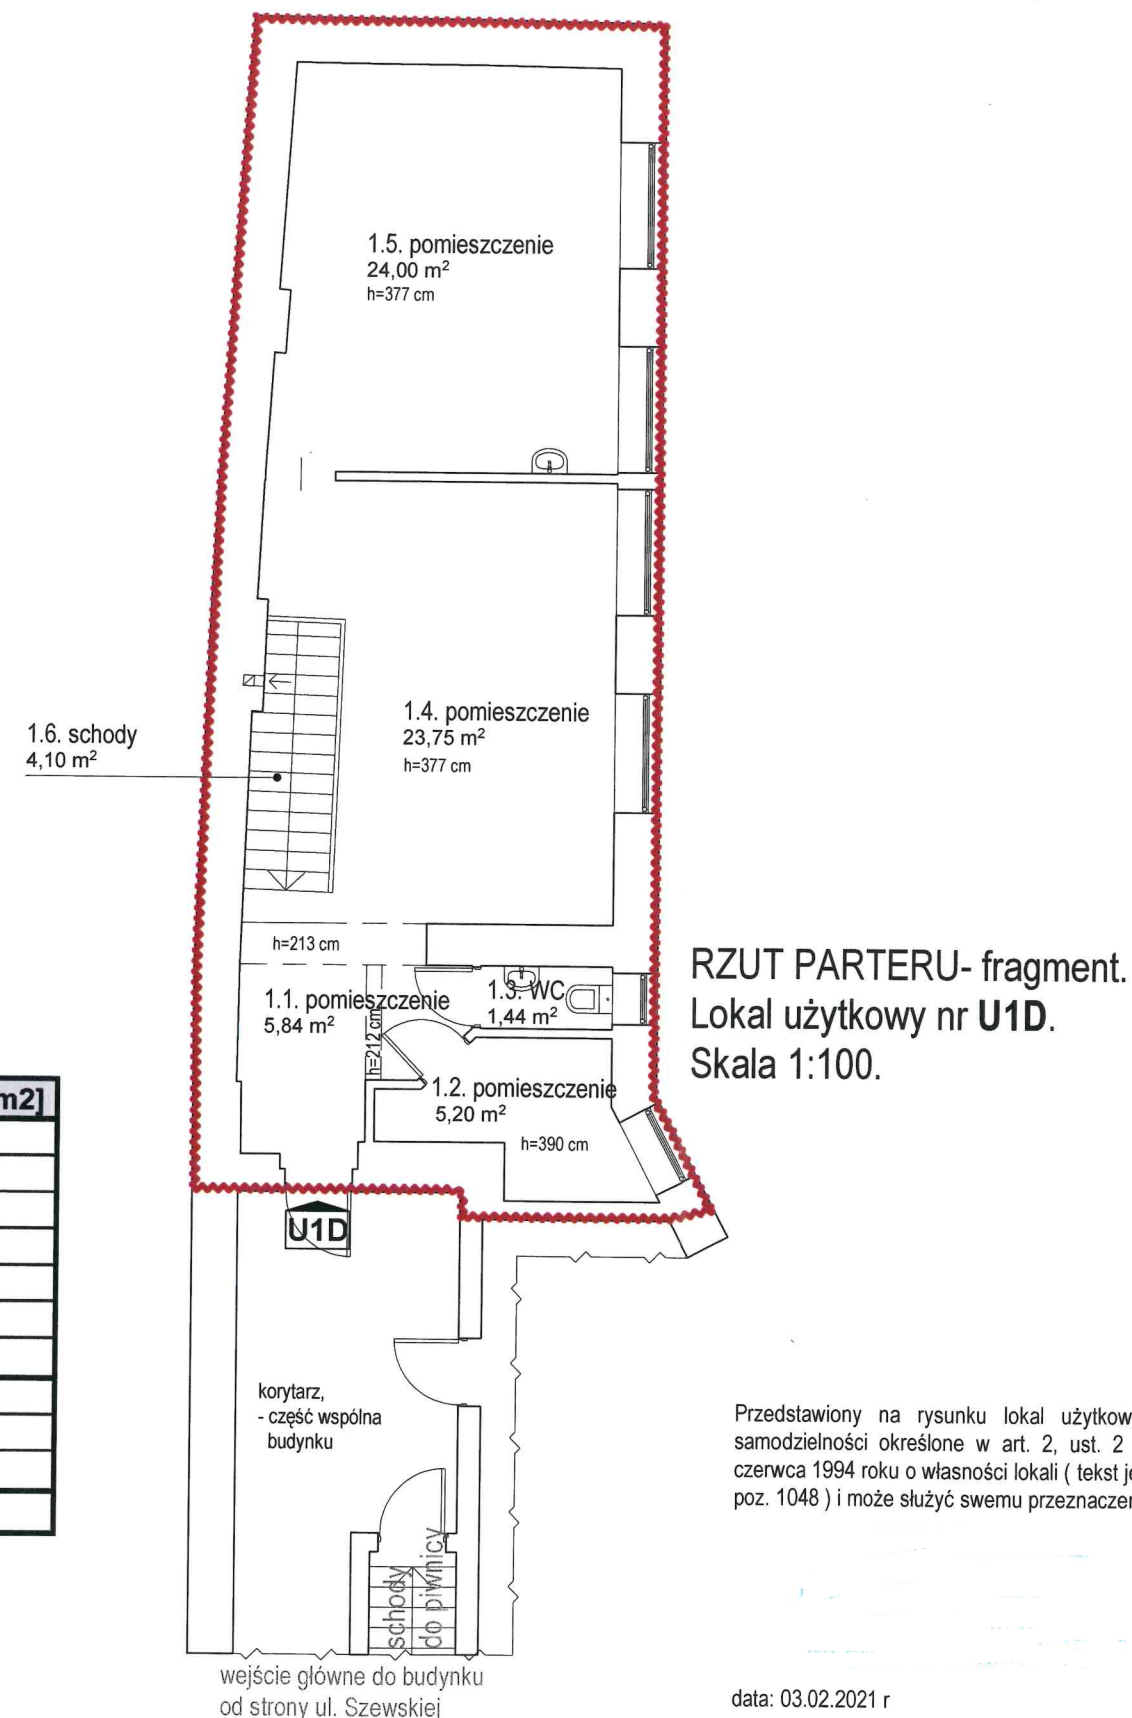 1.5. pomieszczenie
24,00 m²
h=377 cm
1.6. schody
4,10 m²
1.4. pomieszczenie
23,75 m²
h=377 cm
h=213 cm
1.1. pomieszczenie
5,84 m²
h=212 cm
1.3. WC
1,44 m²
1.2. pomieszczenie
5,20 m²
h=390 cm
RZUT PARTERU- fragment.
Lokal użytkowy nr U1D.
Skala 1:100.
m2]
U1D
korytarz,
- część wspólna
budynku
schody
do piwnicy
wejście główne do budynku
od strony ul. Szewskiej
Przedstawiony na rysunku lokal użytkow
samodzielności określone w art. 2, ust. 2
czerwca 1994 roku o własności lokali ( tekst je
poz. 1048 ) i może służyć swemu przeznaczen
data: 03.02.2021 r